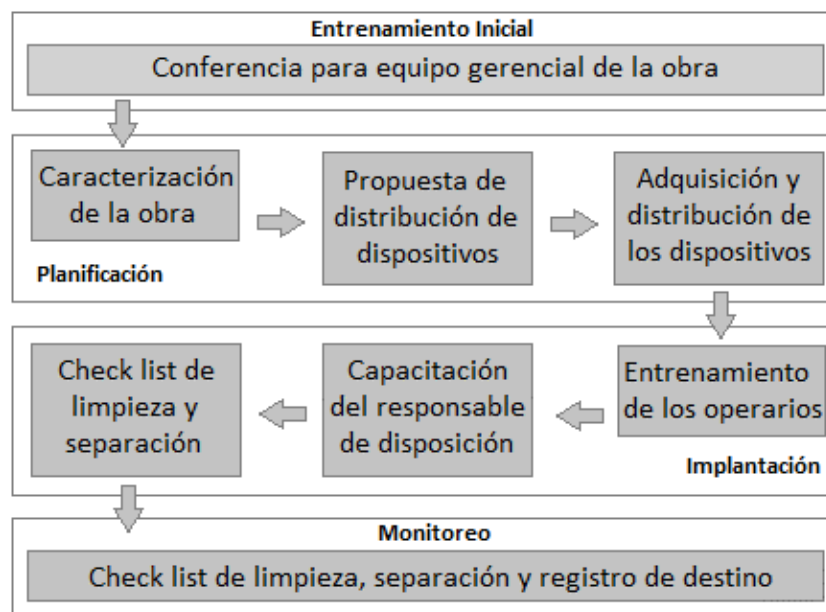 Entrenamiento Inicial
Conferencia para equipo gerencial de la obra
Caracterización
de la obra
Propuesta de
distribución de
dispositivos
Adquisición y
distribución de
los dispositivos
Planificación
Check list de
limpieza y
separación
Capacitación
del responsable
de disposición
Entrenamiento
de los operarios
Implantación
Monitoreo
Check list de limpieza, separación y registro de destino